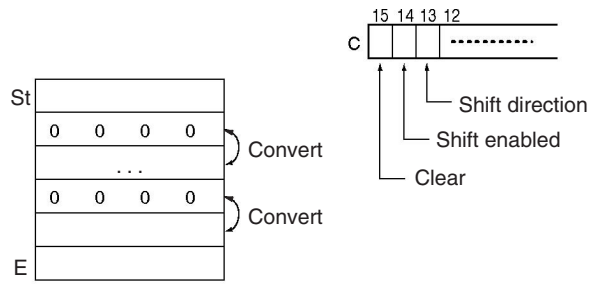 15 14 13 12
C
Shift direction
Shift enabled
Clear
St
0 0 0 0
Convert
...
0 0 0 0
Convert
E